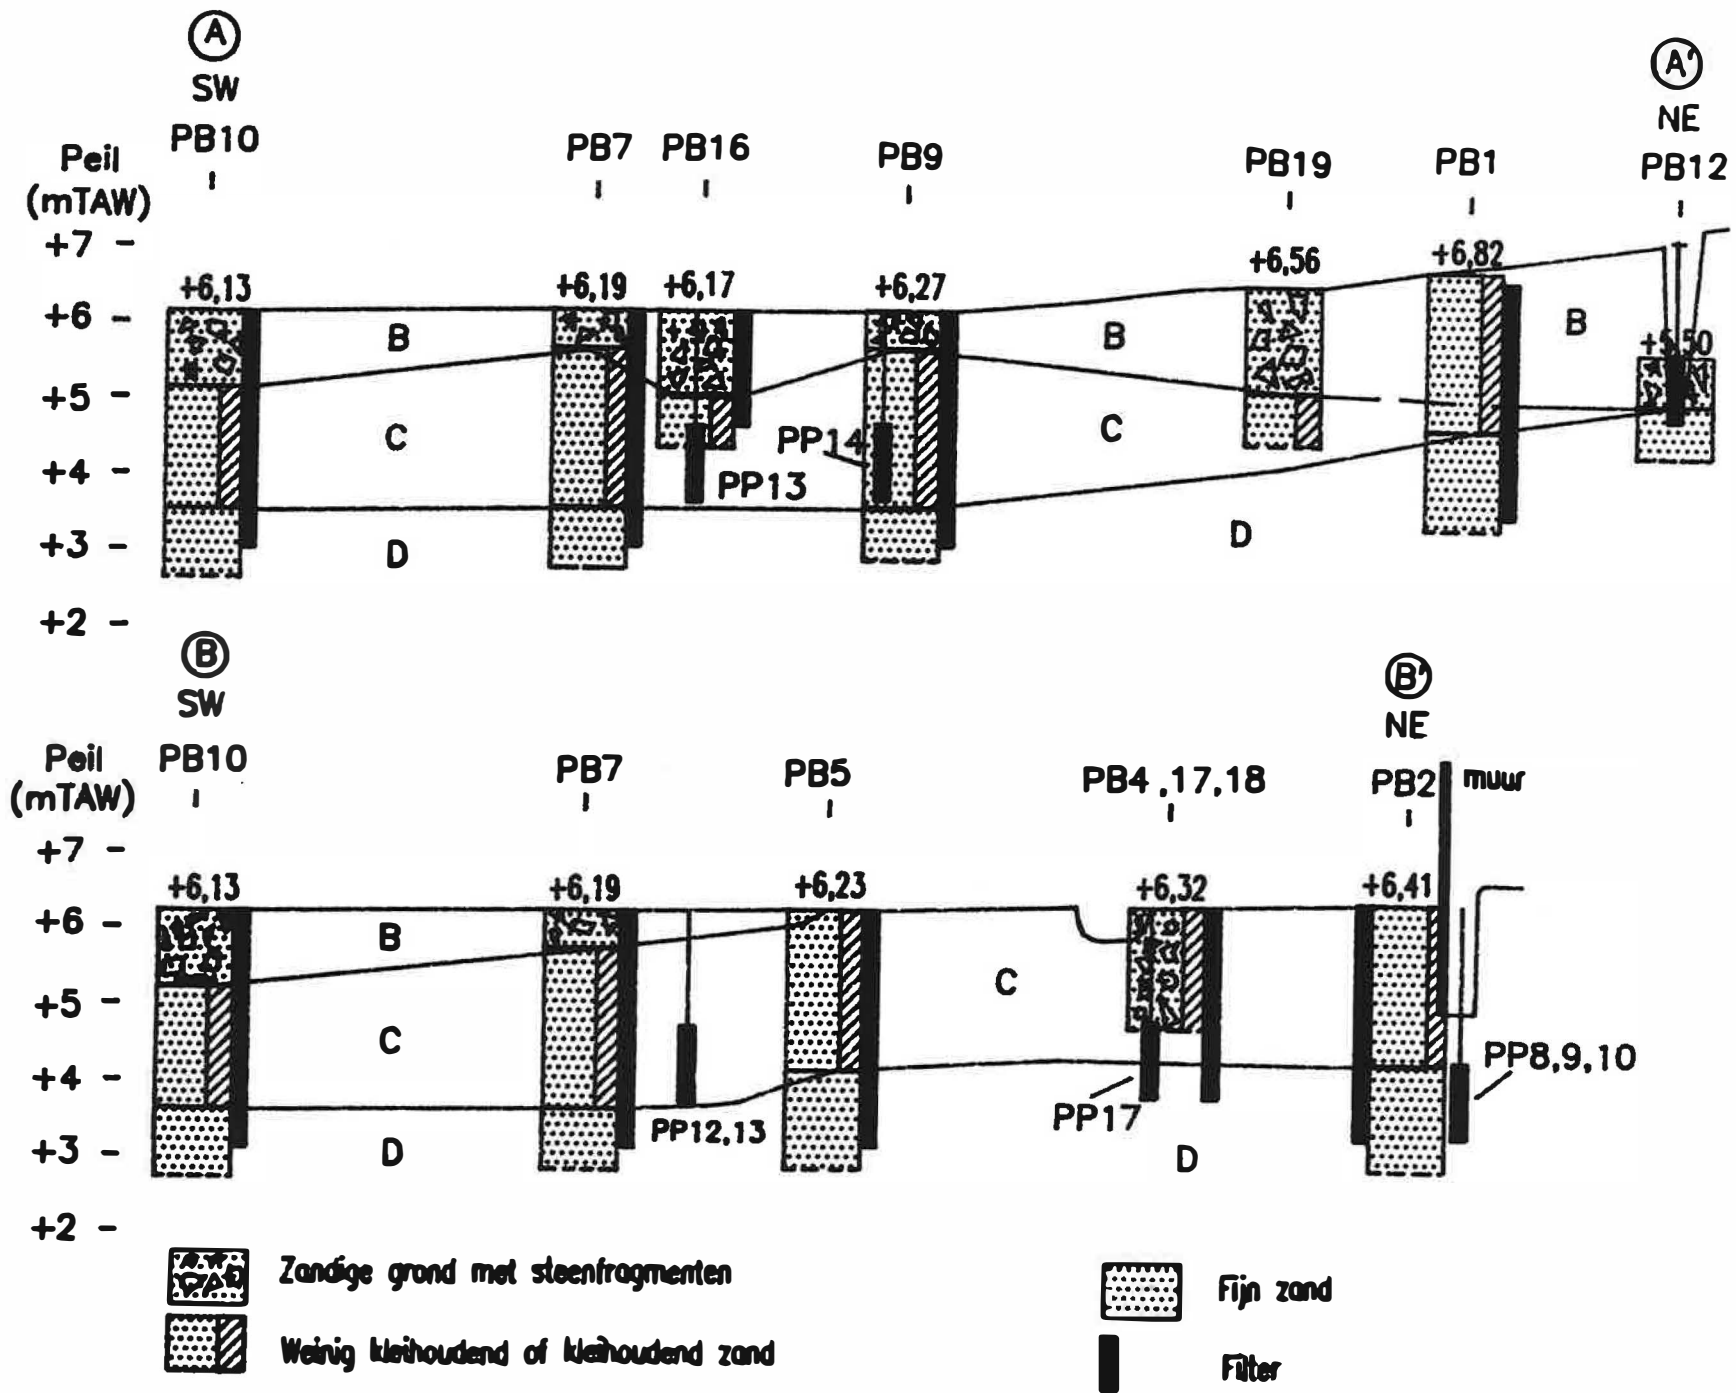 A
SW
PB10
PB7
PB16
PB9
PB19
PB1
A'
NE
PB12
Peil
(mTAW)
+7 -
+6 -
+5 -
+4 -
+3 -
+2 -
+6,13
+6,19
+6,17
+6,27
+6,56
+6,82
+5,50
B
B
B
C
C
PP14
PP13
D
D
B
SW
PB10
PB7
PB5
PB4,17,18
B'
NE
PB2
muur
Peil
(mTAW)
+7 -
+6 -
+5 -
+4 -
+3 -
+2 -
+6,13
+6,19
+6,23
+6,32
+6,41
B
C
C
D
D
PP12,13
PP17
PP8,9,10
Zandige grond met steenfragmenten
Weinig kleihoudend of kleihoudend zand
Fijn zand
Filter